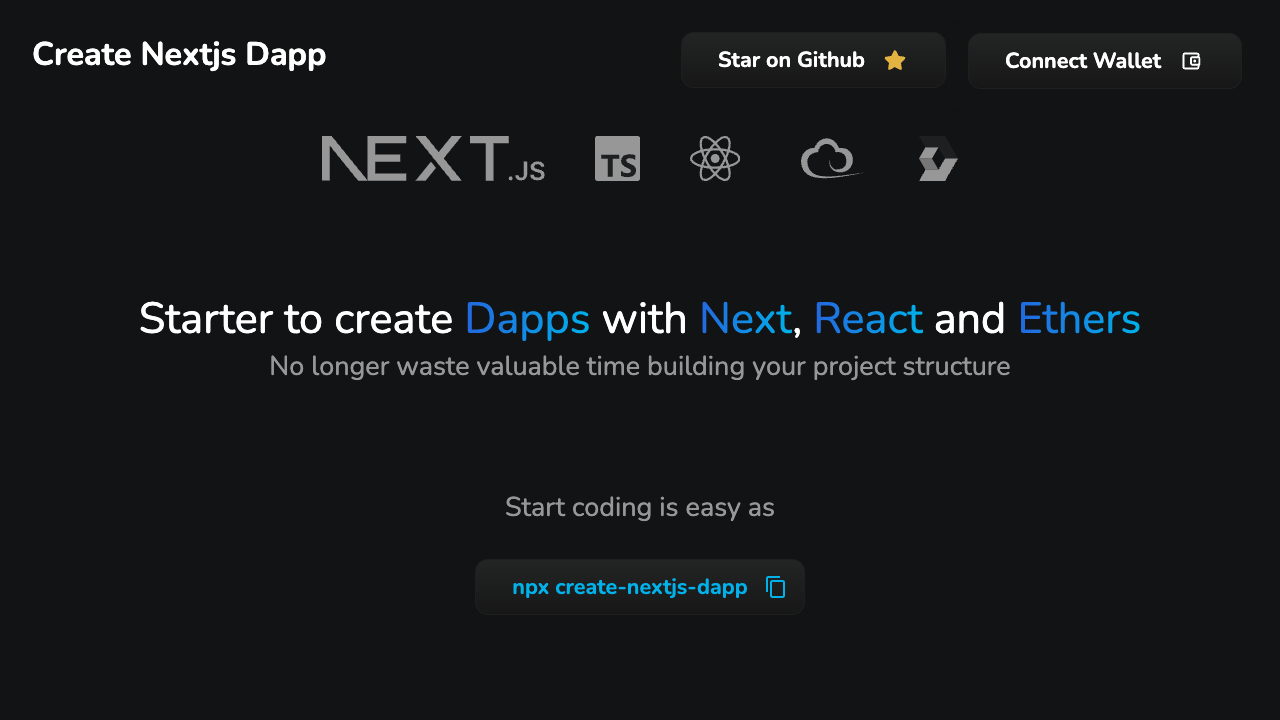 Create Nextjs Dapp
Star on Github
Connect Wallet
NEXT.JS
TS
Starter to create Dapps with Next, React and Ethers
No longer waste valuable time building your project structure
Start coding is easy as
npx create-nextjs-dapp